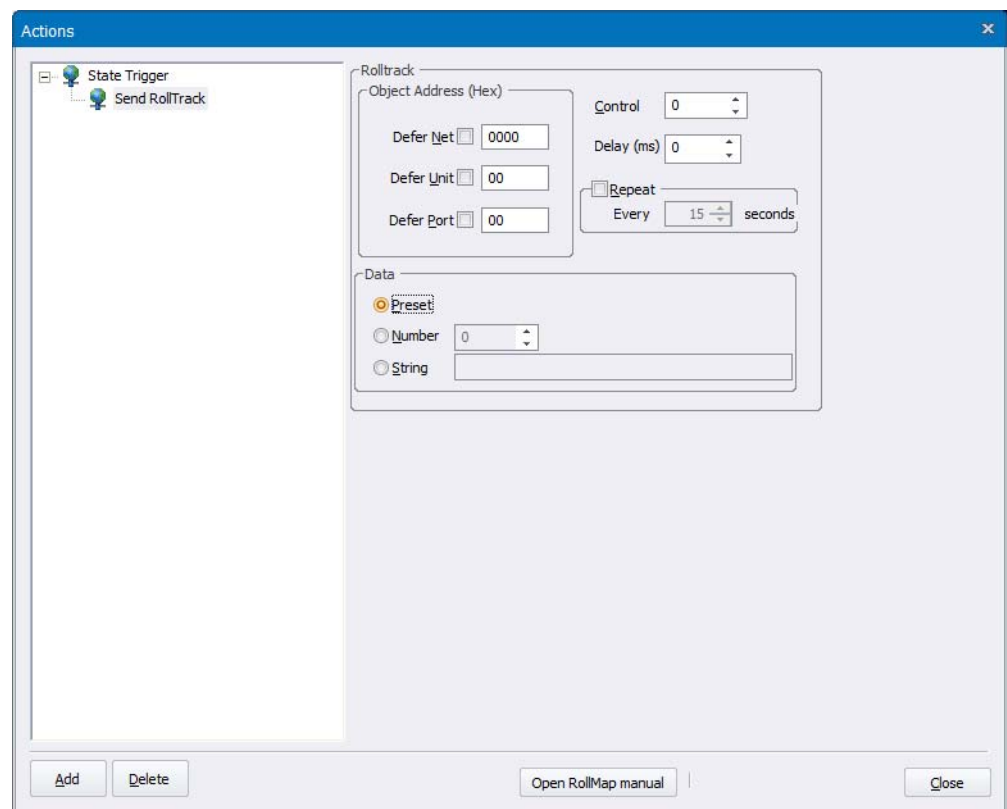 Actions
State Trigger
Send RollTrack
Rolltrack
Object Address (Hex)
Defer Net 0000
Defer Unit 00
Defer Port 00
Control 0
Delay (ms) 0
Repeat
Every 15 seconds
Data
Preset
Number 0
String
Add
Delete
Open RollMap manual
Close